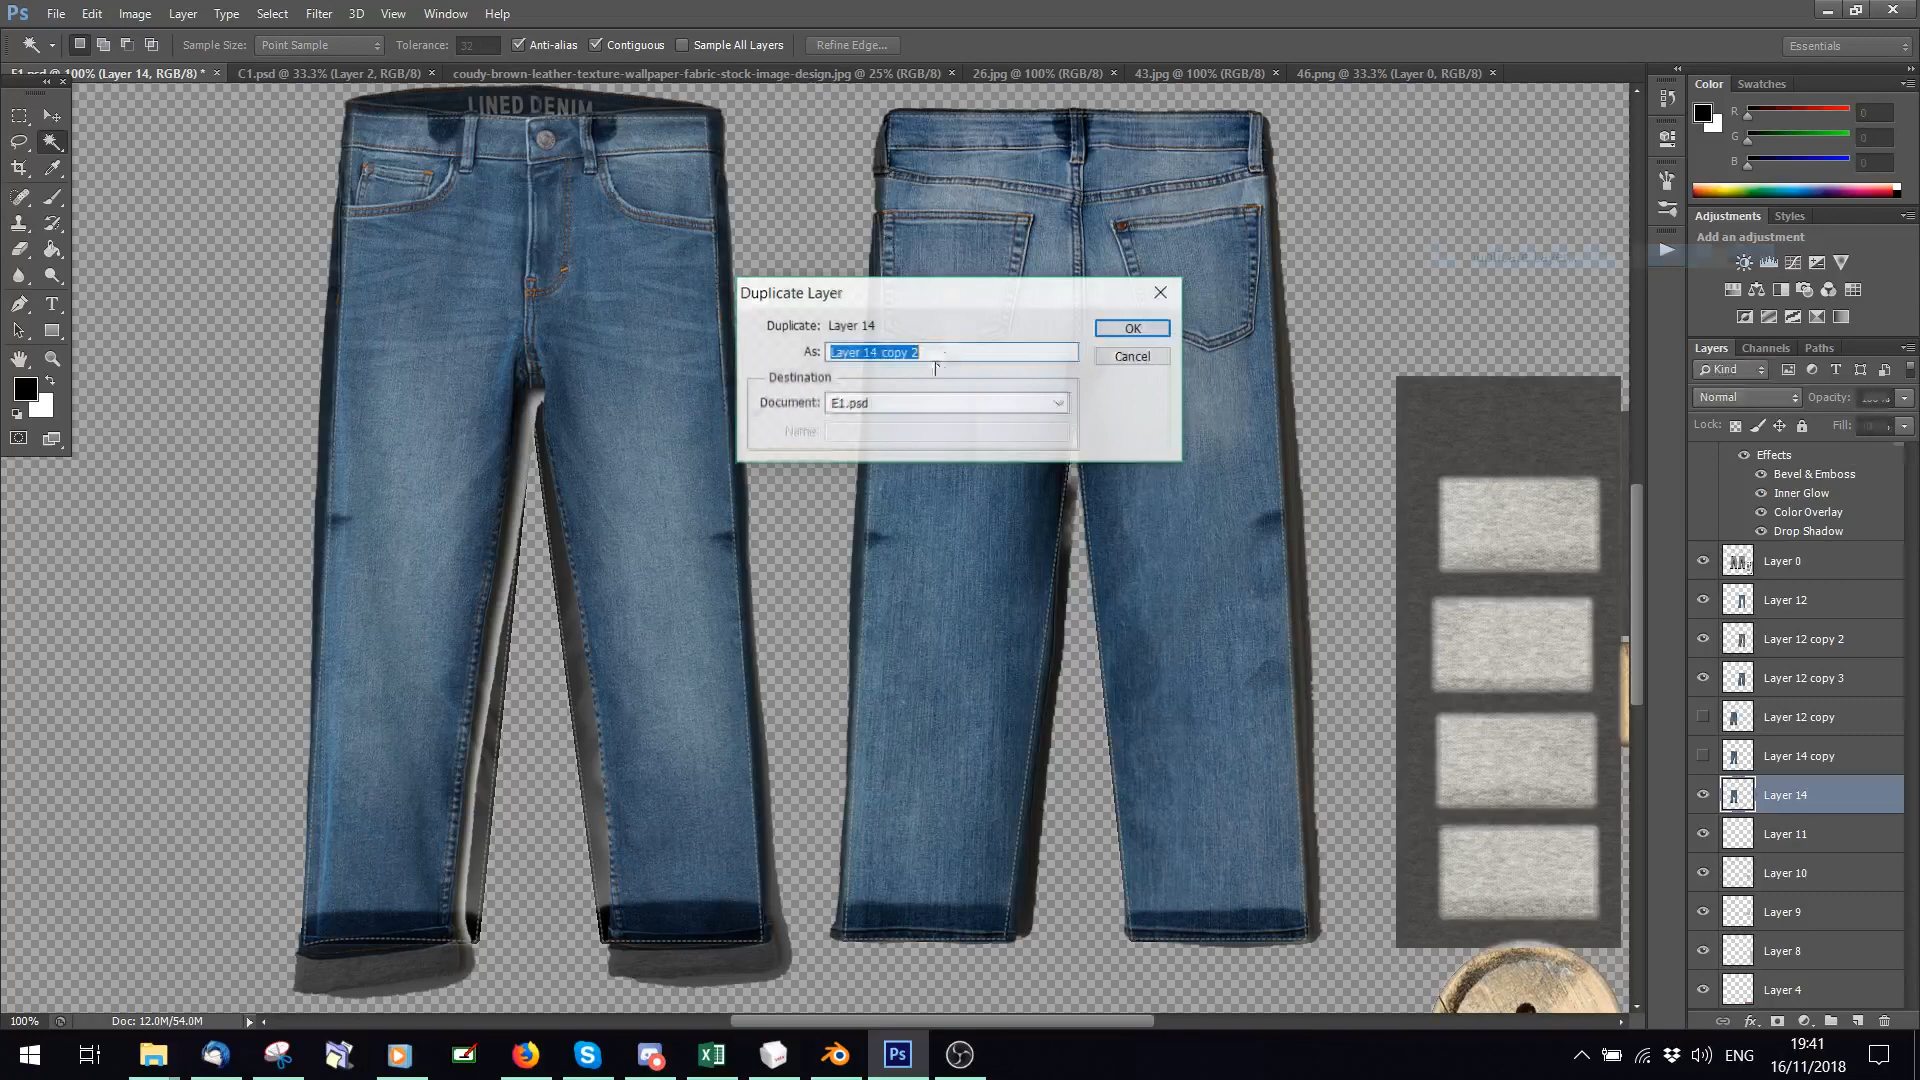 Ps File Edit Image Layer Type Select Filter 3D View Window Help
Sample Size: Point Sample Tolerance: 32 Anti-alias Contiguous Sample All Layers Refine Edge... Essentials
E1.psd @ 100% (Layer 14, RGB/8) * × C1.psd @ 33.3% (Layer 2, RGB/8) × coudy-brown-leather-texture-wallpaper-fabric-stock-image-design.jpg @ 25% (RGB/8) × 26.jpg @ 100% (RGB/8) × 43.jpg @ 100% (RGB/8) × 46.png @ 33.3% (Layer 0, RGB/8) ×
LINED DENIM
Duplicate Layer
Duplicate: Layer 14
OK
As: Layer 14 copy 2
Cancel
Destination
Document: E1.psd
Name:
Color Swatches
R 0
G 0
B 0
Adjustments Styles
Add an adjustment
Layers Channels Paths
Kind
Normal Opacity: 100%
Lock: Fill:
Effects
Bevel & Emboss
Inner Glow
Color Overlay
Drop Shadow
Layer 0
Layer 12
Layer 12 copy 2
Layer 12 copy 3
Layer 12 copy
Layer 14 copy
Layer 14
Layer 11
Layer 10
Layer 9
Layer 8
Layer 4
100% Doc: 12.0M/54.0M
ENG
19:41
16/11/2018